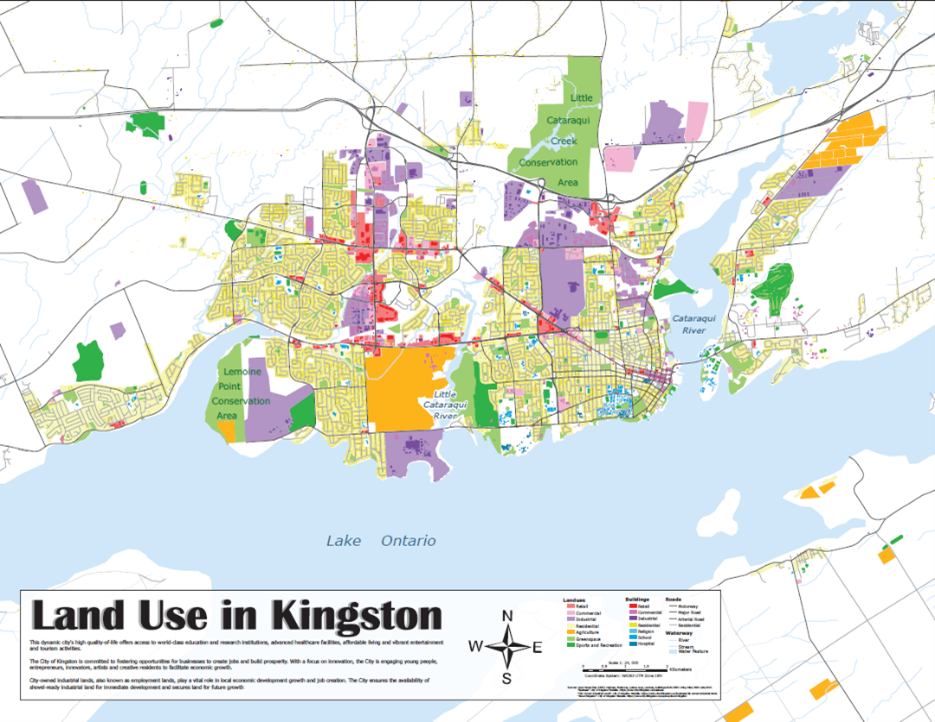 Little
Cataraqui
Creek
Conservation
Area
Cataraqui
River
Lemoine
Point
Conservation
Area
Little
Cataraqui
River
Lake Ontario
Land Use in Kingston
This dynamic city's high quality-of-life offers access to world-class education and research institutions, advanced healthcare facilities, affordable living and vibrant entertainment
and tourism activities.
The City of Kingston is committed to fostering opportunities for businesses to create jobs and build prosperity. With a focus on innovation, the City is engaging young people,
entrepreneurs, innovators, artists and creative residents to facilitate economic growth.
City-owned industrial lands, also known as employment lands, play a vital role in local economic development growth and job creation. The City ensures the availability of
shovel-ready industrial land for immediate development and secures land for future growth
N
W E
S
Landuse
Retail
Commercial
Industrial
Residential
Agriculture
Greenspace
Sports and Recreation
Buildings
Retail
Commercial
Industrial
Residential
Religion
School
Hospital
Roads
Motorway
Major Road
Arterial Road
Residential
Waterway
River
Stream
Water Feature
Kilometers